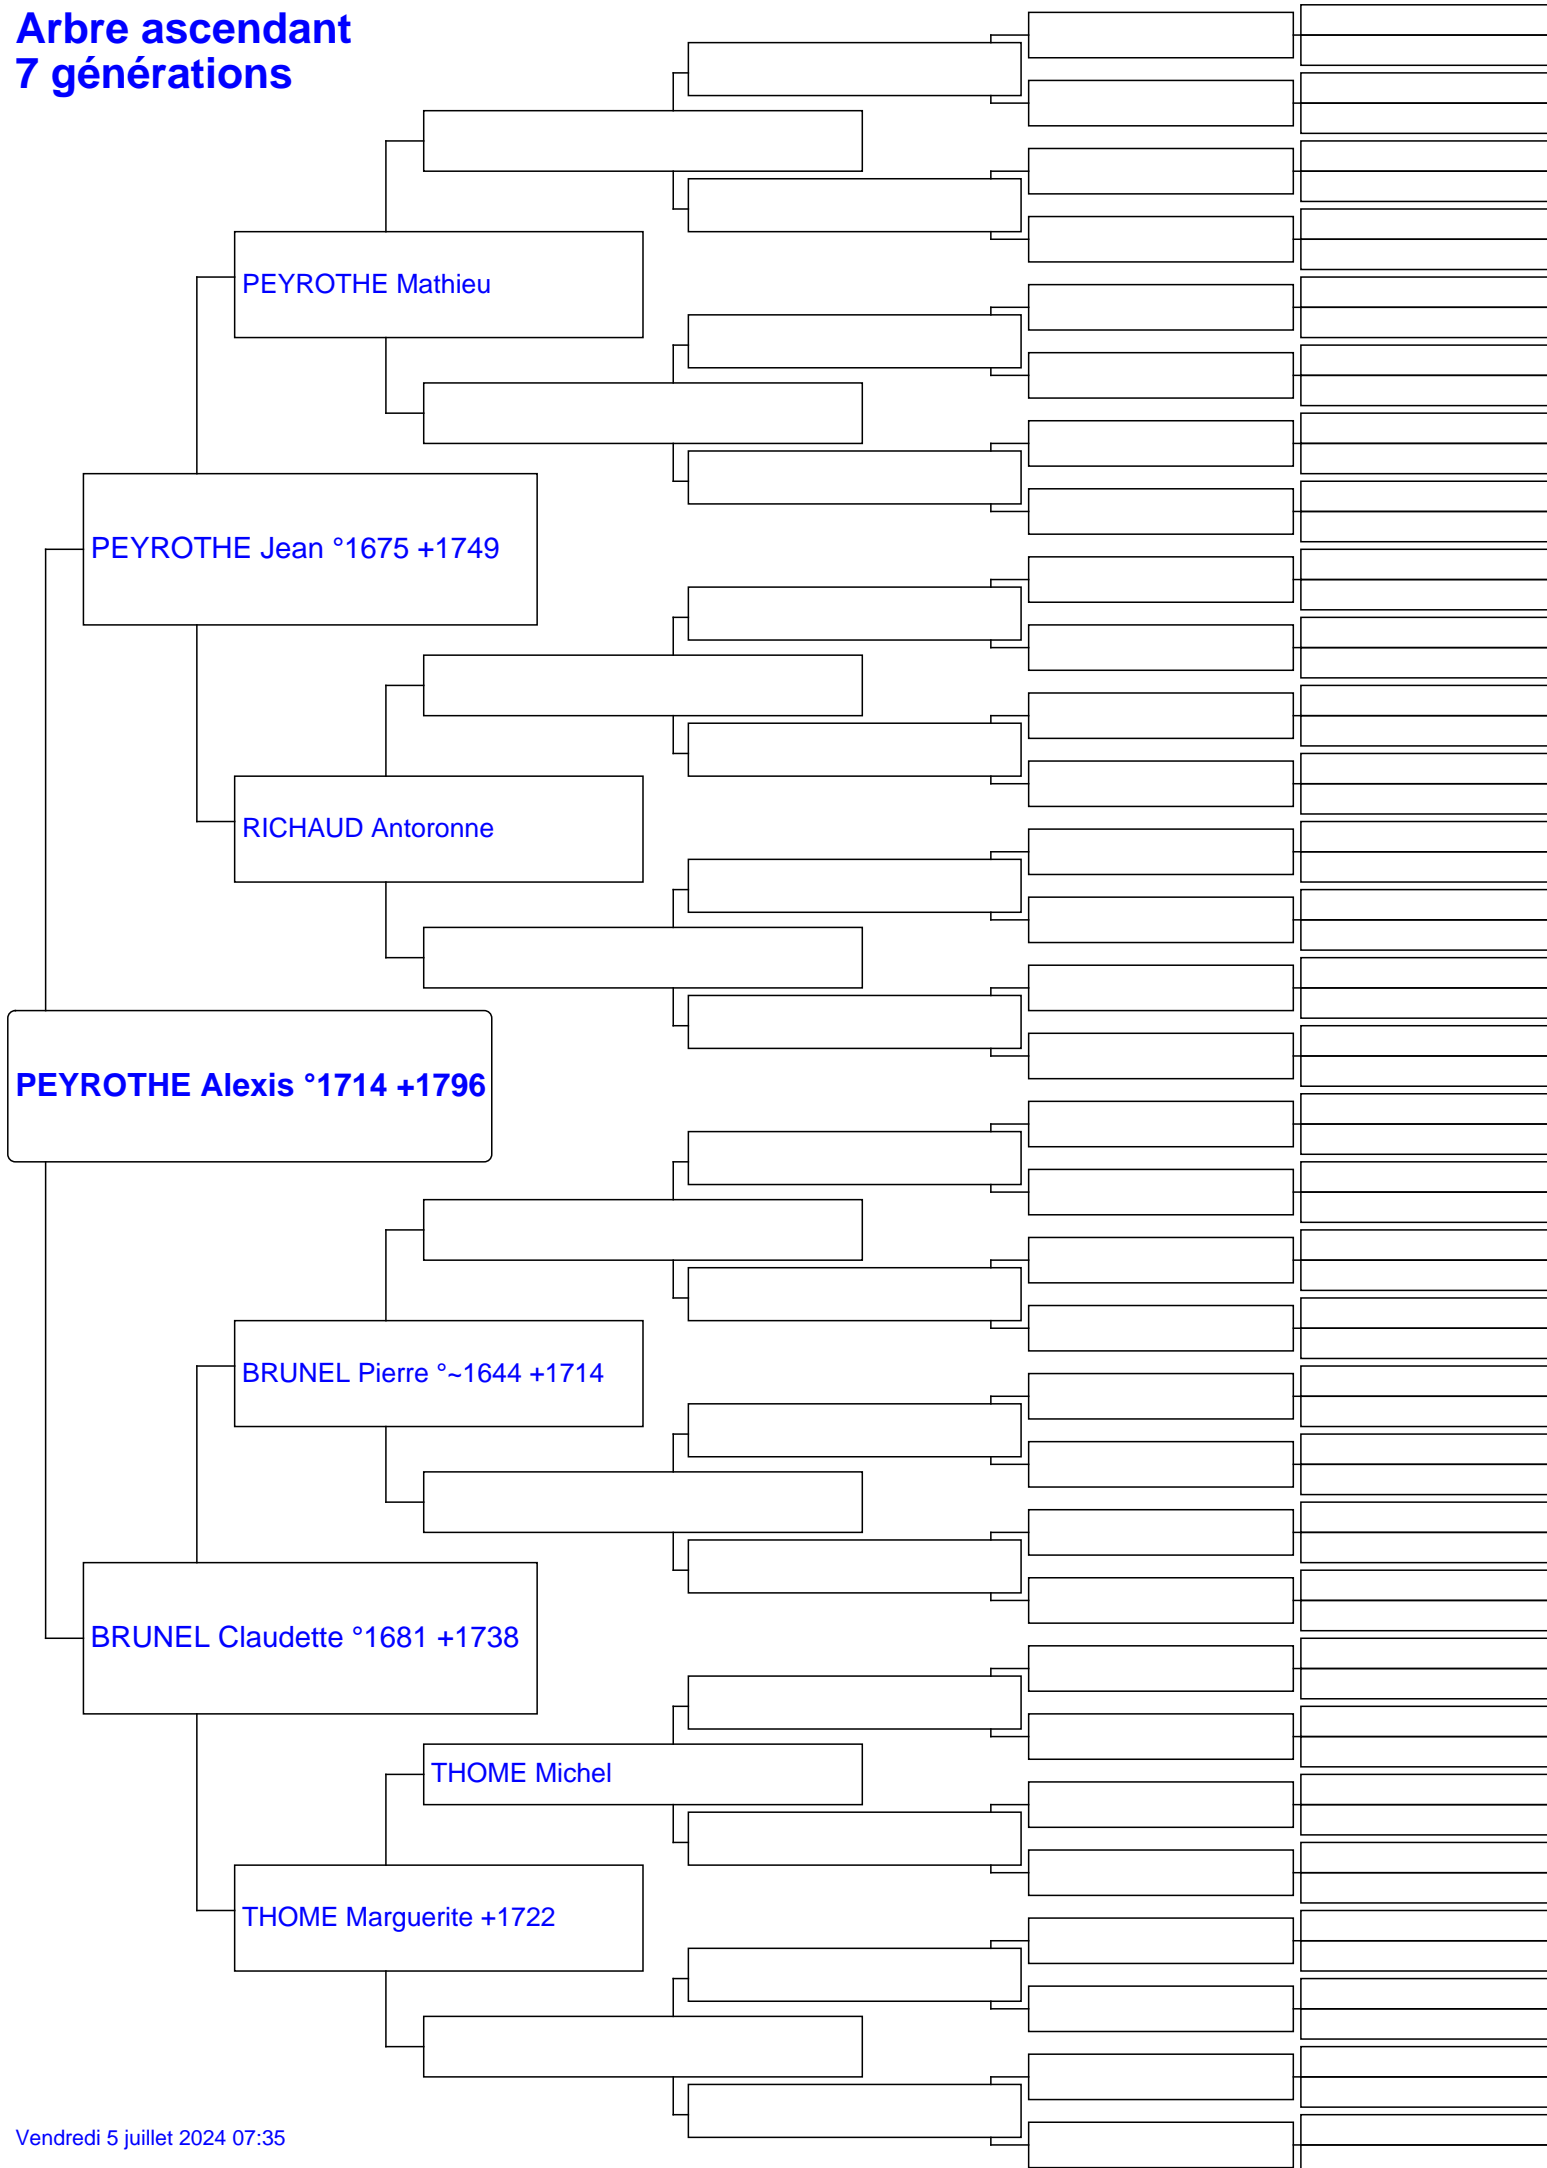 Arbre ascendant
7 générations
PEYROTHE Mathieu
PEYROTHE Jean °1675 +1749
RICHAUD Antoronne
PEYROTHE Alexis °1714 +1796
BRUNEL Pierre °~1644 +1714
BRUNEL Claudette °1681 +1738
THOME Michel
THOME Marguerite +1722
Vendredi 5 juillet 2024 07:35